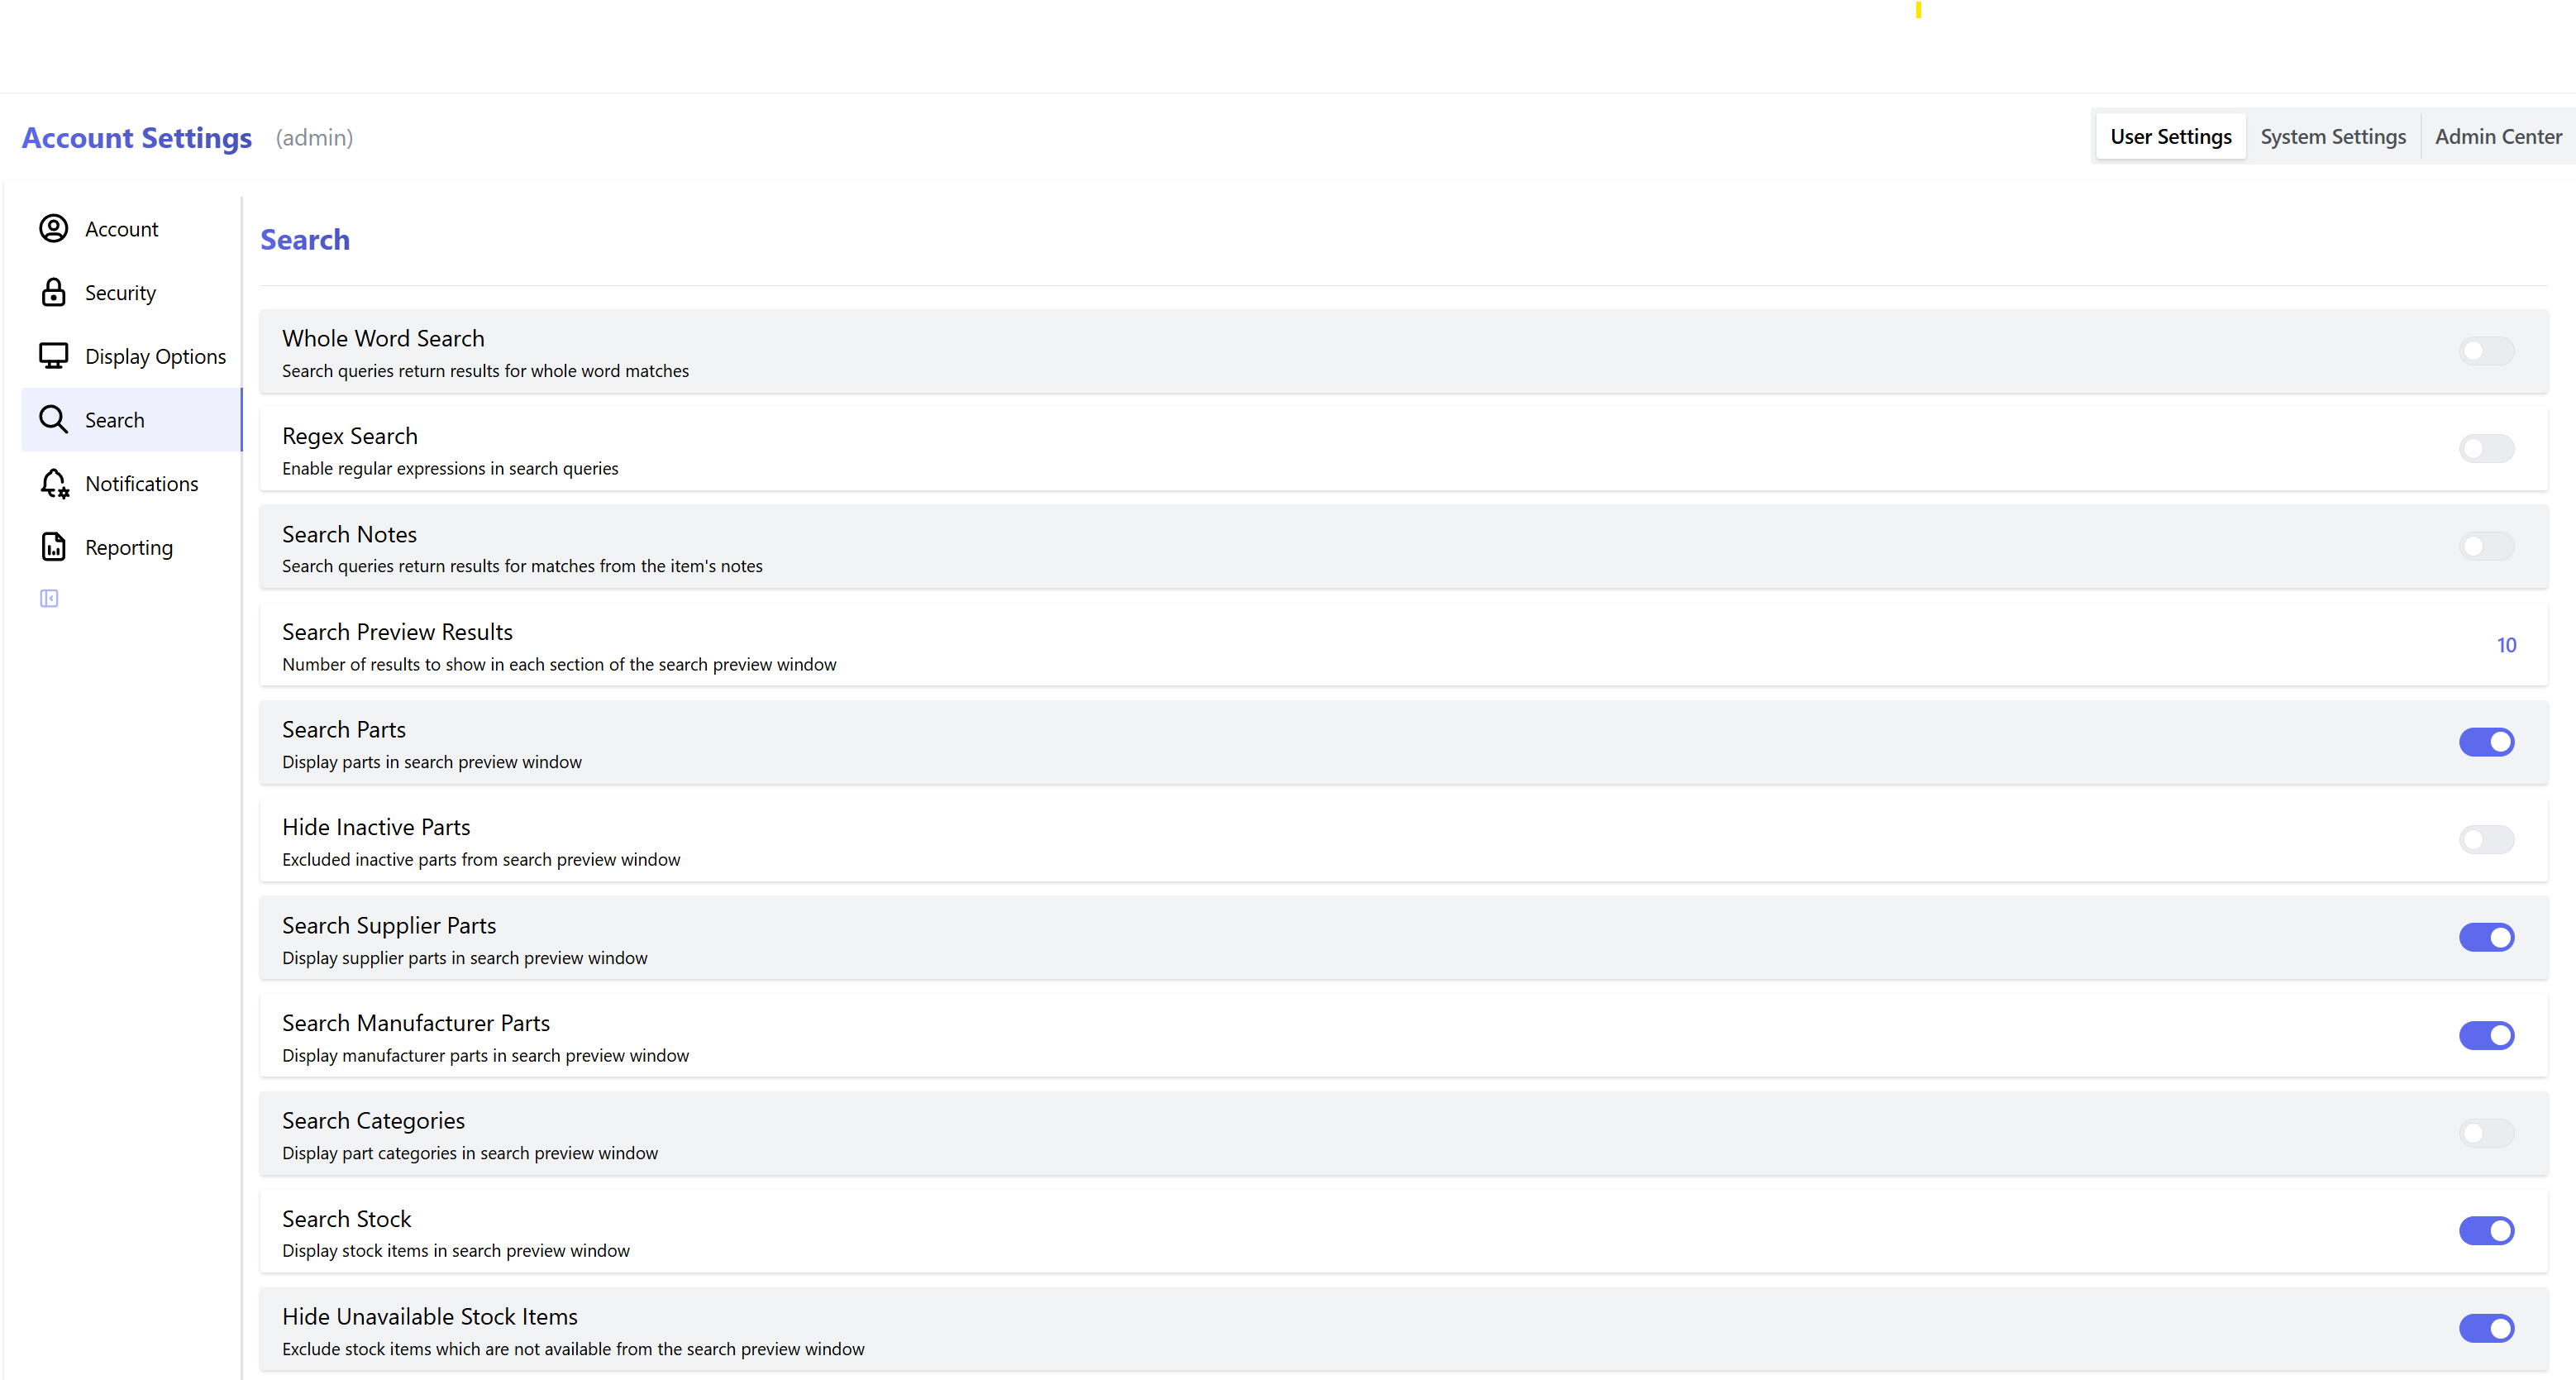 Account Settings (admin)
User Settings System Settings Admin Center
Account
Security
Display Options
Search
Notifications
Reporting
Search
Whole Word Search
Search queries return results for whole word matches
Regex Search
Enable regular expressions in search queries
Search Notes
Search queries return results for matches from the item's notes
Search Preview Results
Number of results to show in each section of the search preview window
10
Search Parts
Display parts in search preview window
Hide Inactive Parts
Excluded inactive parts from search preview window
Search Supplier Parts
Display supplier parts in search preview window
Search Manufacturer Parts
Display manufacturer parts in search preview window
Search Categories
Display part categories in search preview window
Search Stock
Display stock items in search preview window
Hide Unavailable Stock Items
Exclude stock items which are not available from the search preview window